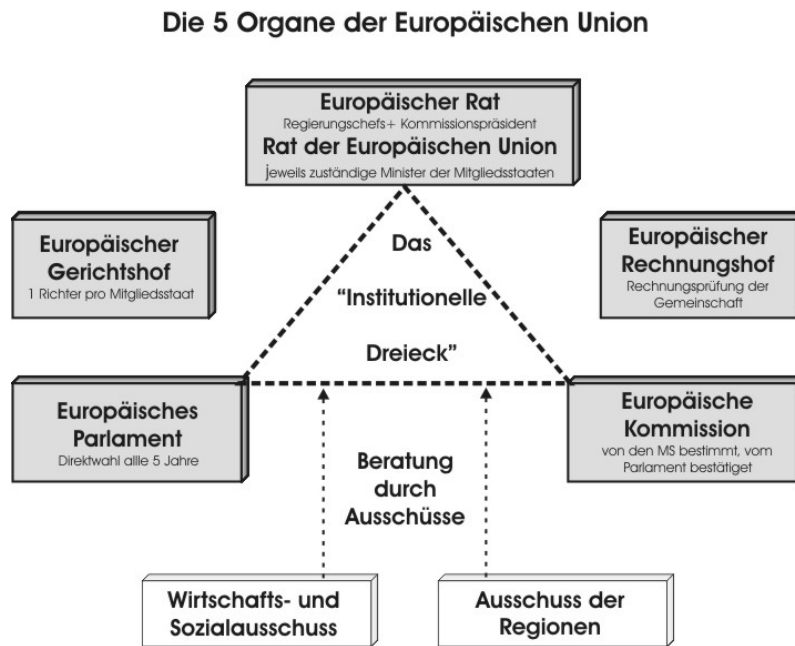 Die 5 Organe der Europäischen Union
Europäischer Rat
Regierungschefs+ Kommissionspräsident
Rat der Europäischen Union
jeweils zuständige Minister der Mitgliedsstaaten
Europäischer
Gerichtshof
1 Richter pro Mitgliedsstaat
Das
“Institutionelle
Dreieck”
Europäischer
Rechnungshof
Rechnungsprüfung der
Gemeinschaft
Europäisches
Parlament
Direktwahl allle 5 Jahre
Europäische
Kommission
von den MS bestimmt, vom
Parlament bestätiget
Beratung
durch
Ausschüsse
Wirtschafts- und
Sozialausschuss
Ausschuss der
Regionen